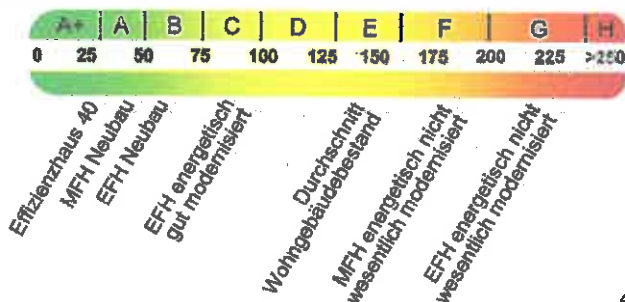 A+ A B C D E F G H
0 25 50 75 100 125 150 175 200 225 >250
Effizienzhaus 40
MFH Neubau
EFH Neubau
EFH energetisch
gut modernisiert
Durchschnitt
Wohngebäudebestand
MFH energetisch nicht
wesentlich modernisiert
EFH energetisch nicht
wesentlich modernisiert